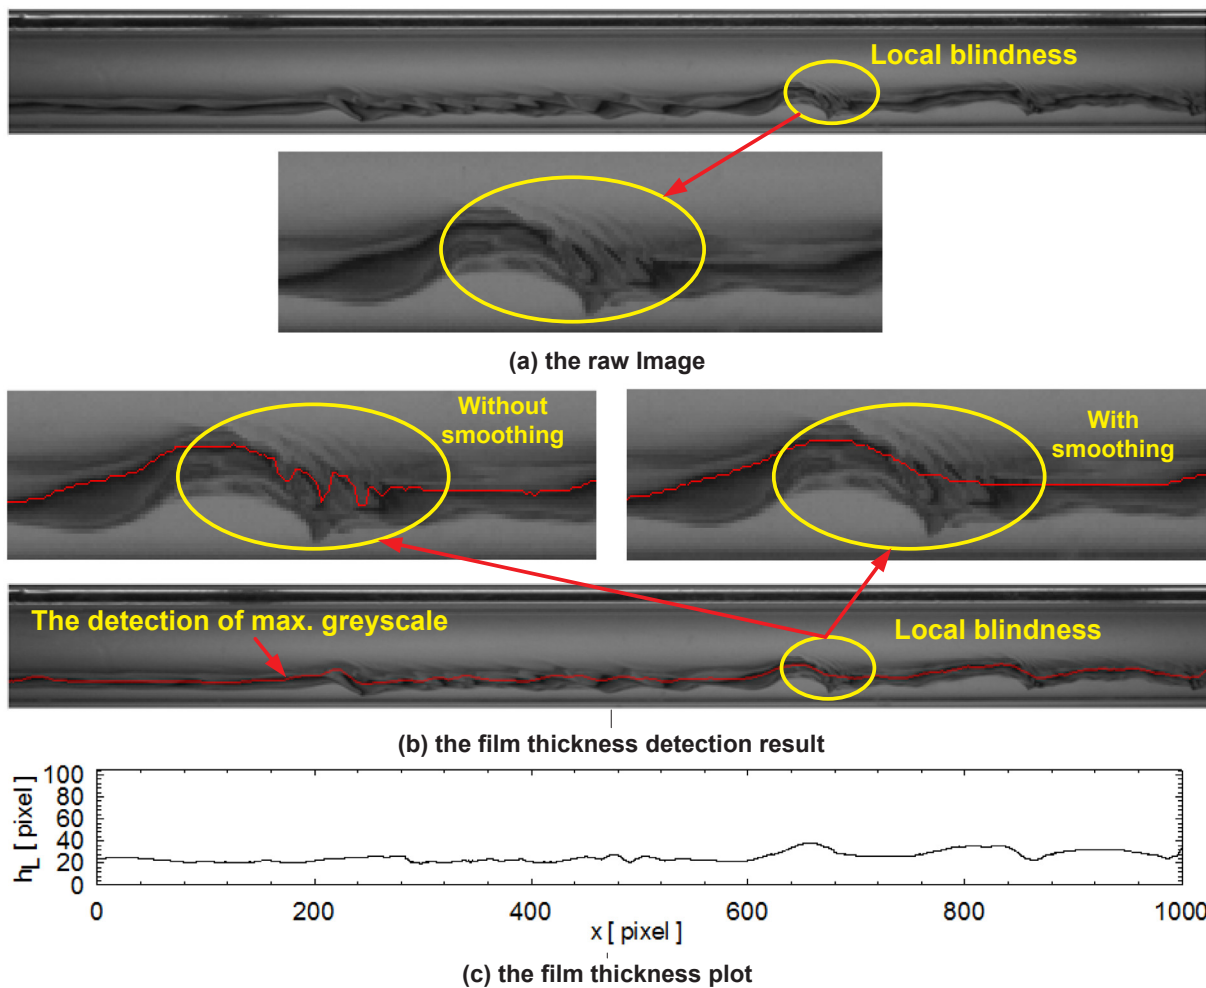 Local blindness
(a) the raw Image
Without
smoothing
With
smoothing
The detection of max. greyscale
Local blindness
(b) the film thickness detection result
h_L [ pixel]
100
80
60
40
20
0
0
200
400
600
800
1000
x [ pixel ]
(c) the film thickness plot